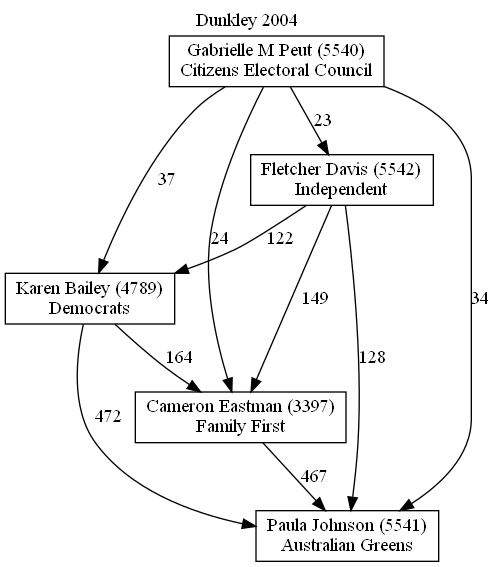 Dunkley 2004
Gabrielle M Peut (5540)
Citizens Electoral Council
23
Fletcher Davis (5542)
Independent
37
24
122
149
34
Karen Bailey (4789)
Democrats
164
128
472
Cameron Eastman (3397)
Family First
467
Paula Johnson (5541)
Australian Greens